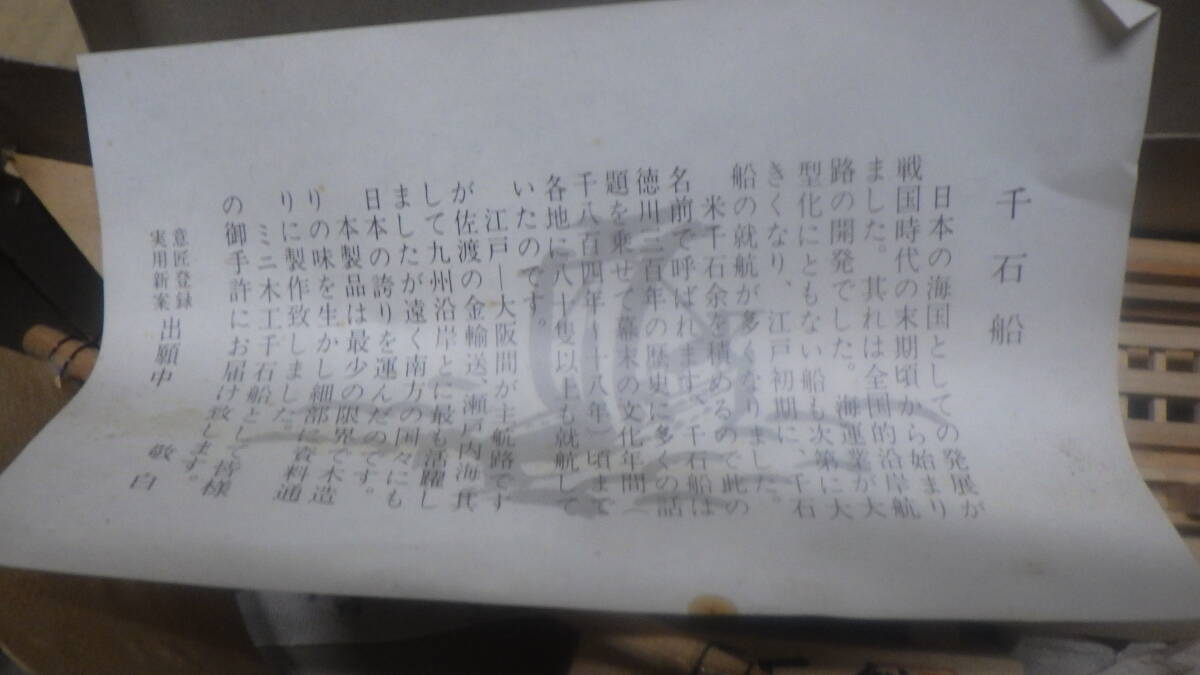 千石船
日本の海国としての発展が
戦国時代の末期頃から始まり
ました。其れは全国的沿岸航
路の開発でした。海運業が大
型化にともない船も次第に大
きくなり、江戸初期に、千石
船の就航が多くなりました。
米千石余を積めるので此の
名前で呼ばれます、千石船は
徳川三百年の歴史に多くの話
題を乗せて幕末の文化年間(
千八百四年〜十八年)頃まで
各地に八十隻以上も就航して
いたのです。
江戸―大阪間が主航路です
が佐渡の金輸送、瀬戸内海其
して九州沿岸とに最も活躍し
ましたが遠く南方の国々にも
日本の誇りを運んだのです。
本製品は最少の限界で木造
りの味を生かし細部に資料通
りに製作致しました。
ミニ木工千石船として皆様
の御手許にお届け致します。
敬白
意匠登録
実用新案 出願中